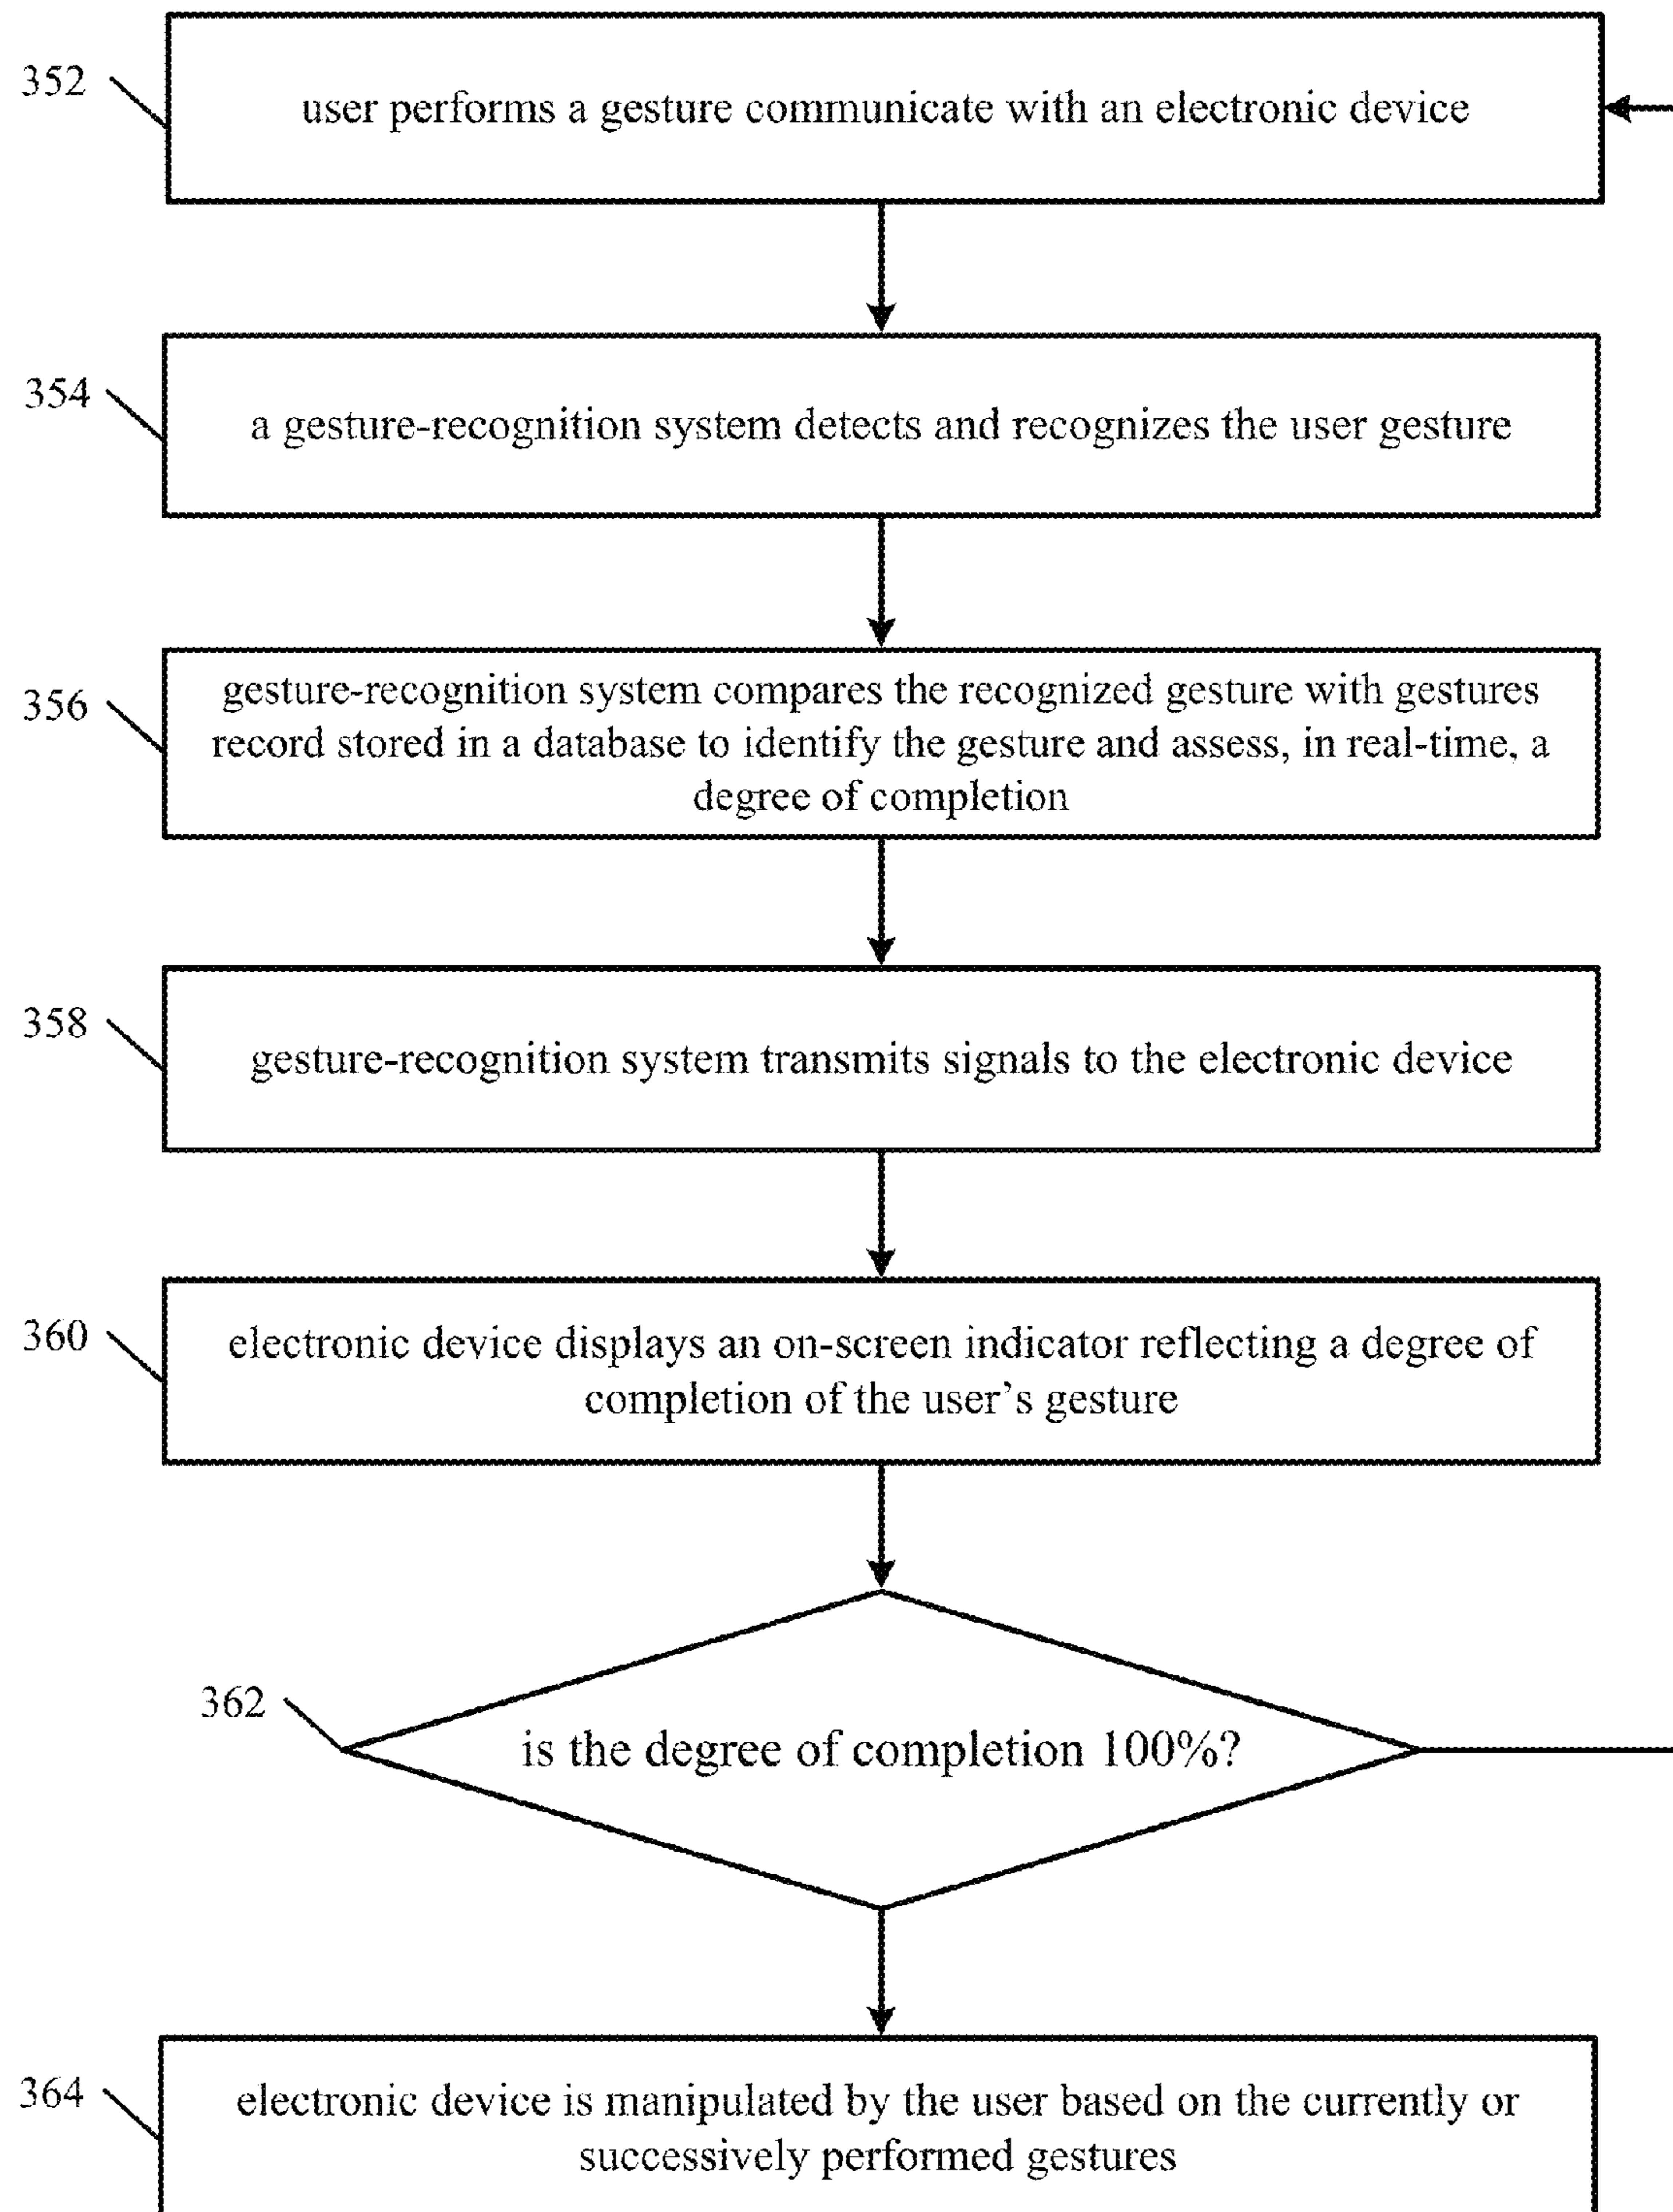 352
user performs a gesture communicate with an electronic device
354
a gesture-recognition system detects and recognizes the user gesture
356
gesture-recognition system compares the recognized gesture with gestures
record stored in a database to identify the gesture and assess, in real-time, a
degree of completion
358
gesture-recognition system transmits signals to the electronic device
360
electronic device displays an on-screen indicator reflecting a degree of
completion of the user’s gesture
362
is the degree of completion 100%?
364
electronic device is manipulated by the user based on the currently or
successively performed gestures